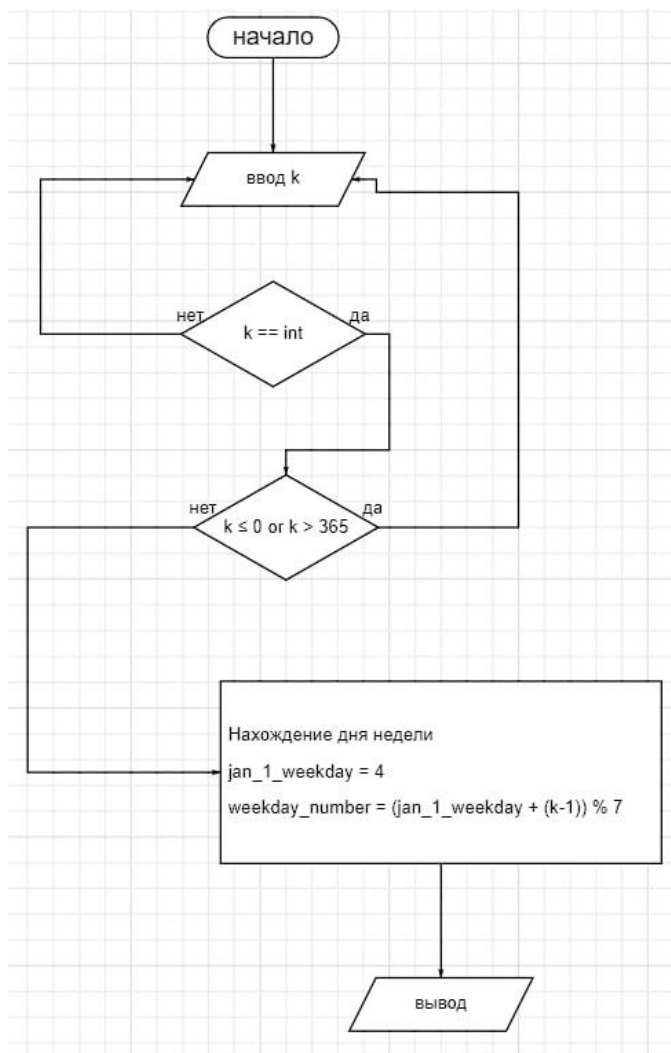 начало
ввод k
нет
да
k == int
нет
да
k ≤ 0 or k > 365
Нахождение дня недели
jan_1_weekday = 4
weekday_number = (jan_1_weekday + (k-1)) % 7
вывод